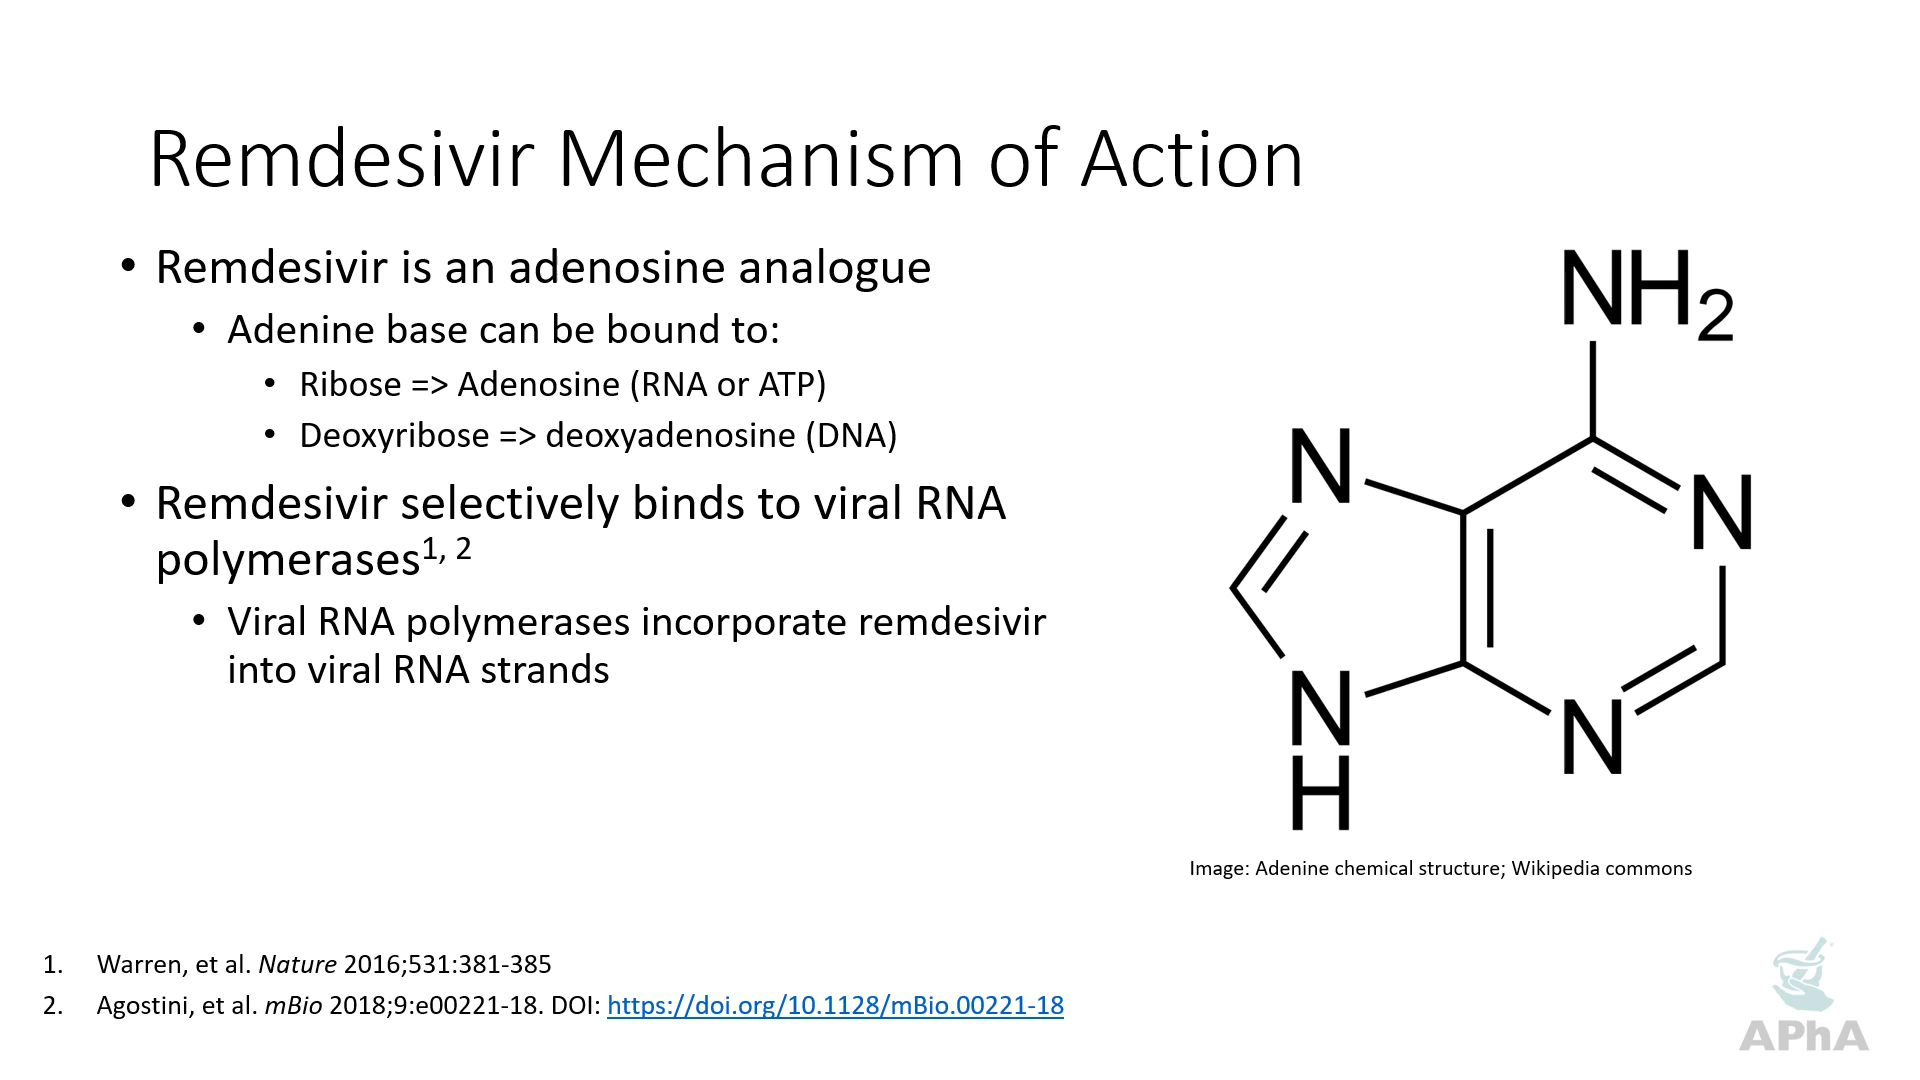 Remdesivir Mechanism of Action
• Remdesivir is an adenosine analogue
• Adenine base can be bound to:
• Ribose => Adenosine (RNA or ATP)
• Deoxyribose => deoxyadenosine (DNA)
• Remdesivir selectively binds to viral RNA
polymerases1, 2
• Viral RNA polymerases incorporate remdesivir
into viral RNA strands
NH2
N
N
N
N
H
Image: Adenine chemical structure; Wikipedia commons
1. Warren, et al. Nature 2016;531:381-385
2. Agostini, et al. mBio 2018;9:e00221-18. DOI: https://doi.org/10.1128/mBio.00221-18
APhA